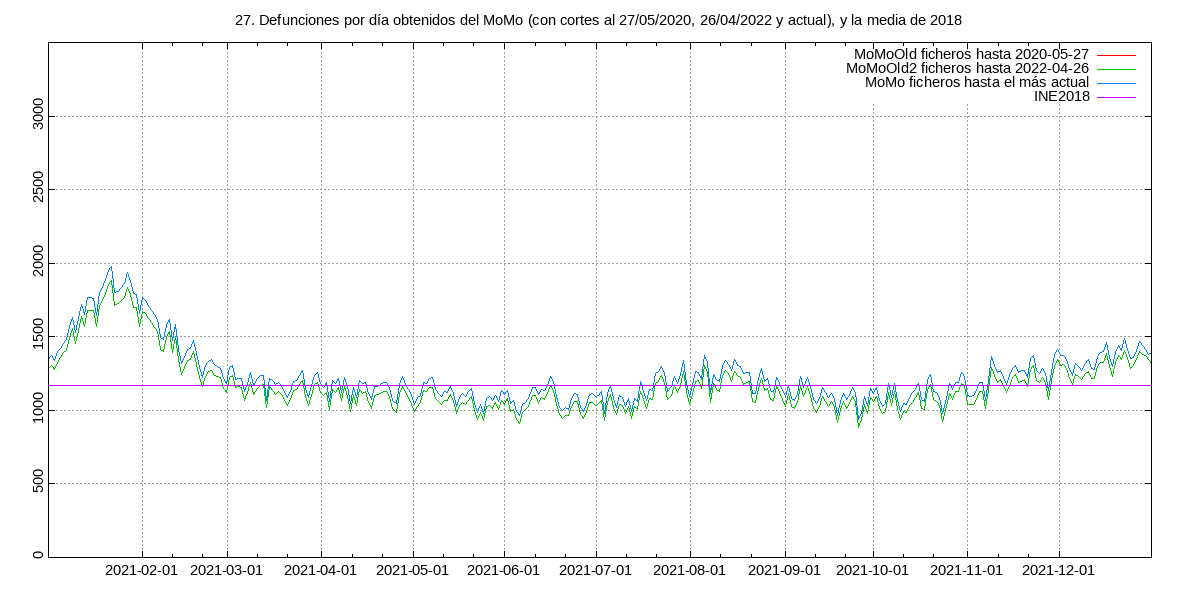 27. Defunciones por día obtenidos del MoMo (con cortes al 27/05/2020, 26/04/2022 y actual), y la media de 2018
MoMoOld ficheros hasta 2020-05-27
MoMoOld2 ficheros hasta 2022-04-26
MoMo ficheros hasta el más actual
INE2018
3000
2500
2000
1500
1000
500
0
2021-02-01 2021-03-01 2021-04-01 2021-05-01 2021-06-01 2021-07-01 2021-08-01 2021-09-01 2021-10-01 2021-11-01 2021-12-01